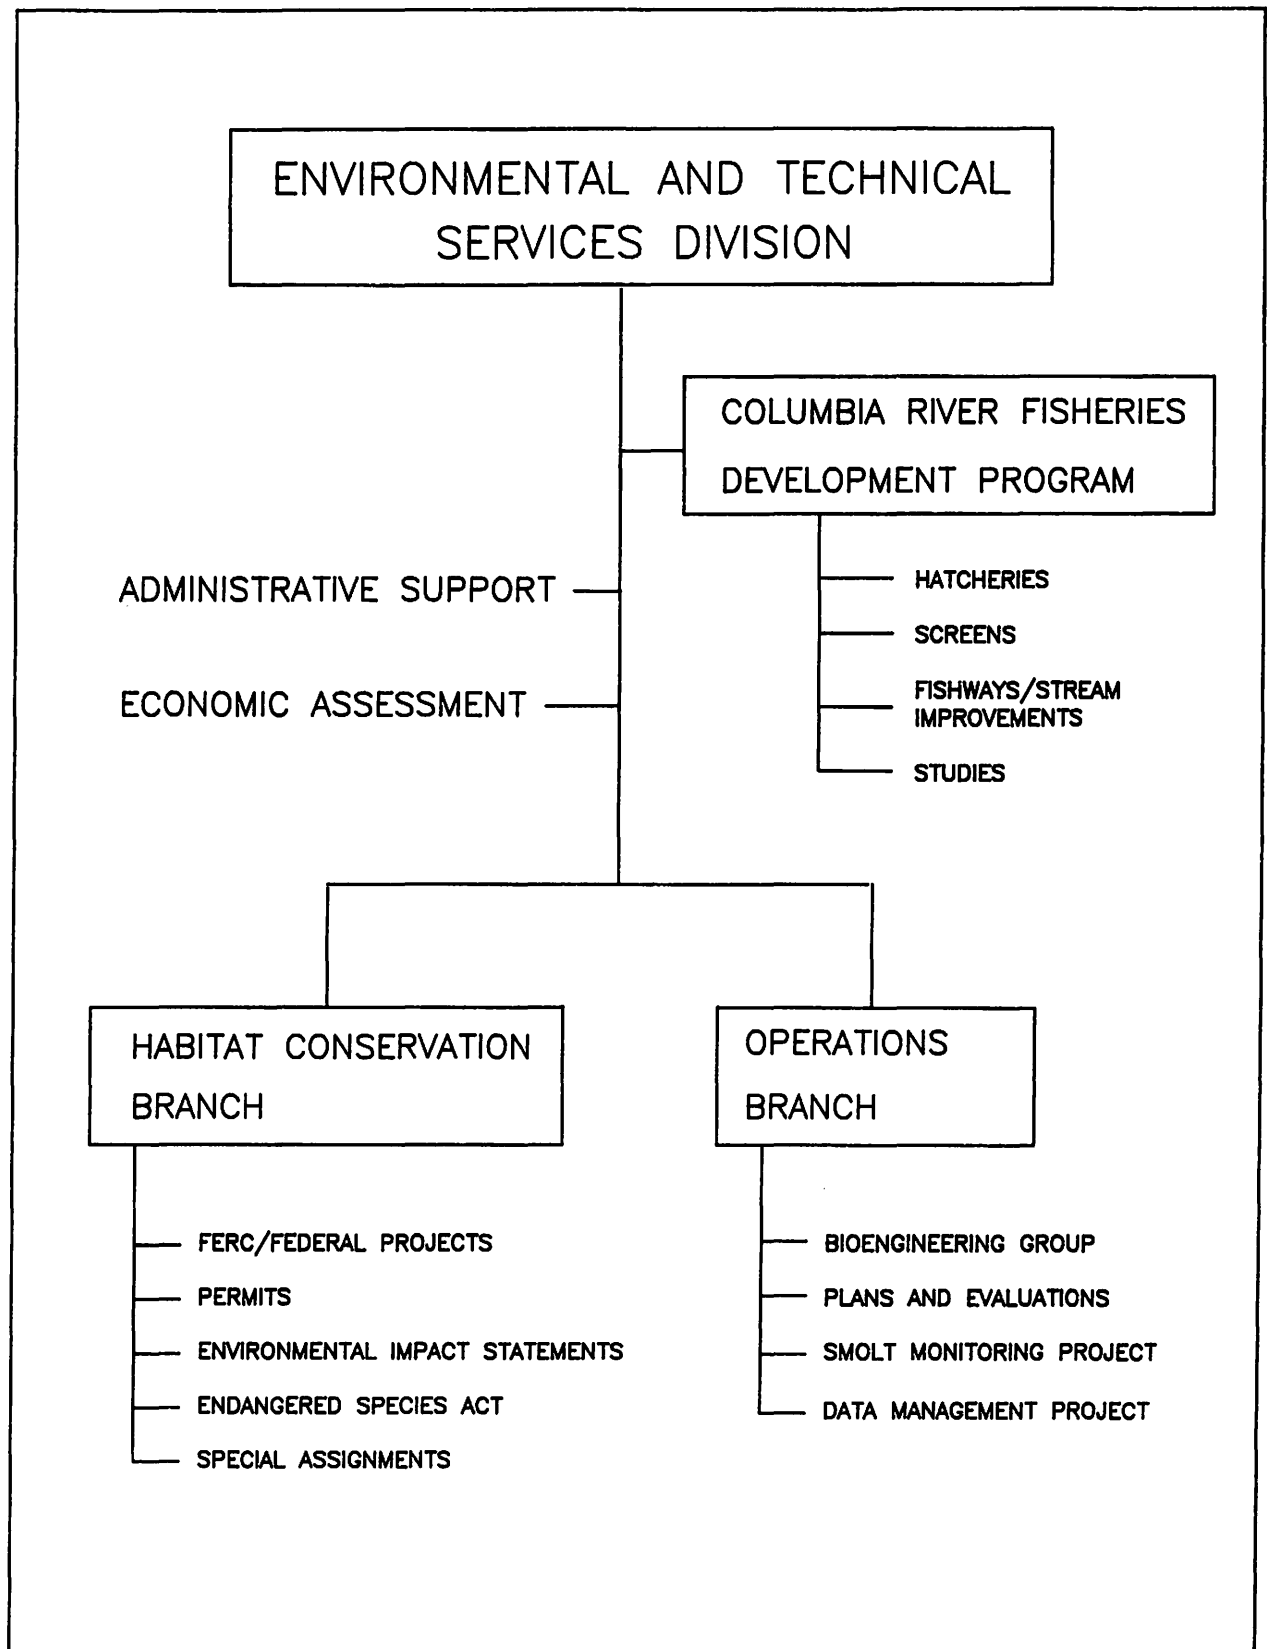 ENVIRONMENTAL AND TECHNICAL
SERVICES DIVISION
COLUMBIA RIVER FISHERIES
DEVELOPMENT PROGRAM
HATCHERIES
SCREENS
FISHWAYS/STREAM
IMPROVEMENTS
STUDIES
ADMINISTRATIVE SUPPORT
ECONOMIC ASSESSMENT
HABITAT CONSERVATION
BRANCH
FERC/FEDERAL PROJECTS
PERMITS
ENVIRONMENTAL IMPACT STATEMENTS
ENDANGERED SPECIES ACT
SPECIAL ASSIGNMENTS
OPERATIONS
BRANCH
BIOENGINEERING GROUP
PLANS AND EVALUATIONS
SMOLT MONITORING PROJECT
DATA MANAGEMENT PROJECT